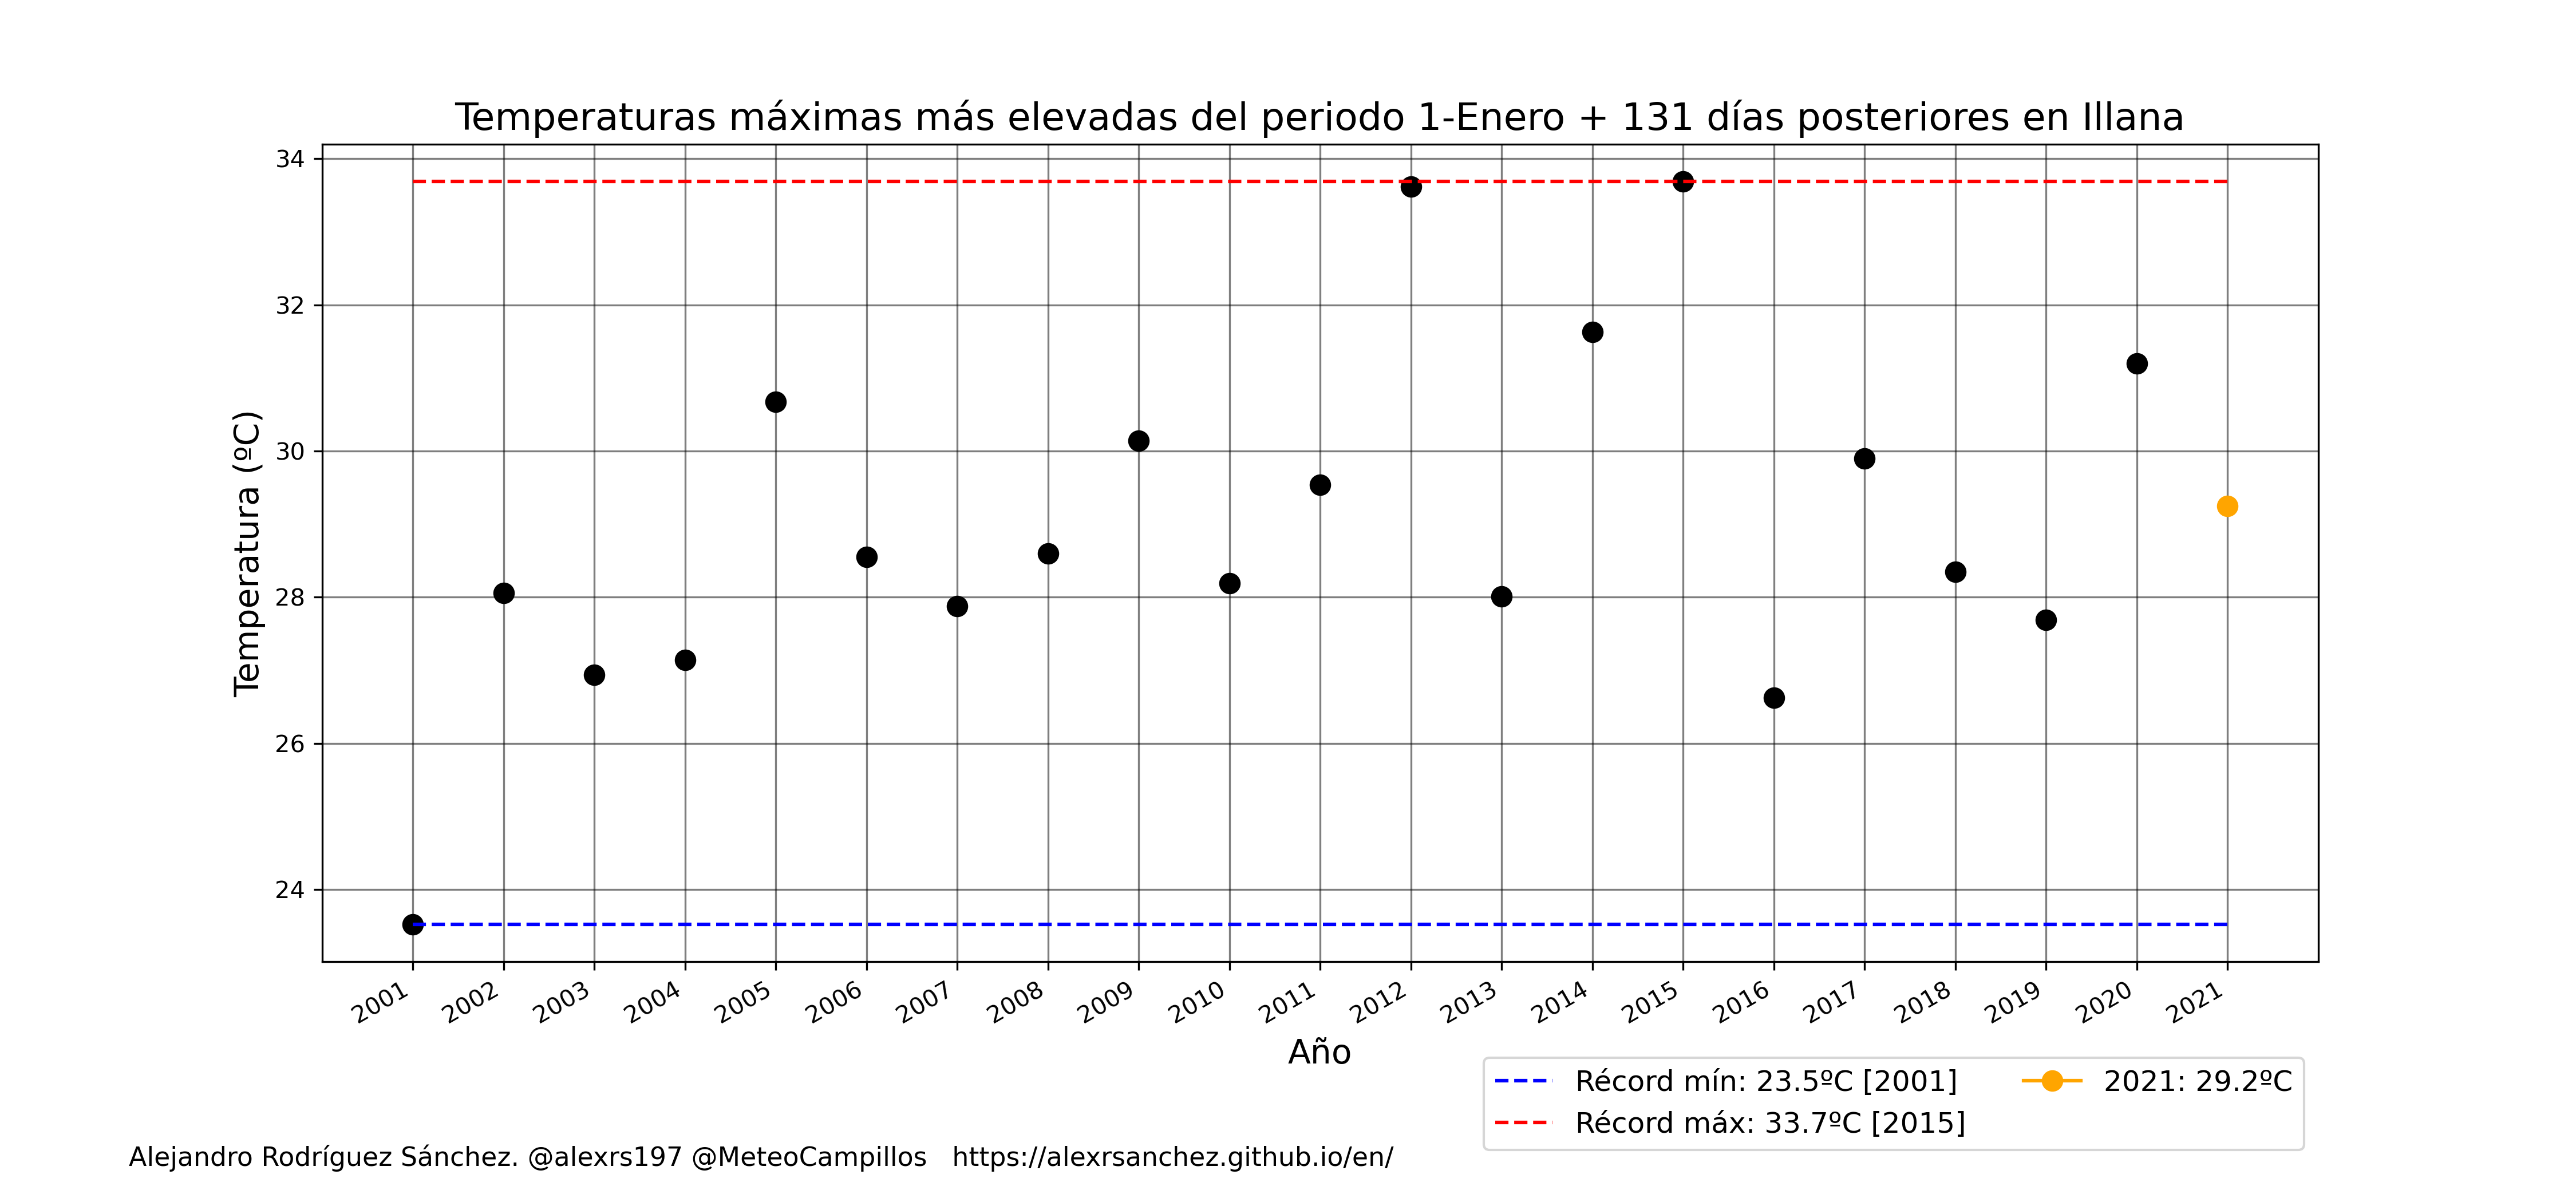 Temperaturas máximas más elevadas del periodo 1-Enero + 131 días posteriores en Illana
Temperatura (ºC)
34
32
30
28
26
24
2001 2002 2003 2004 2005 2006 2007 2008 2009 2010 2011 2012 2013 2014 2015 2016 2017 2018 2019 2020 2021
Año
Récord mín: 23.5ºC [2001] 2021: 29.2ºC
Récord máx: 33.7ºC [2015]
Alejandro Rodríguez Sánchez. @alexrs197 @MeteoCampillos https://alexrsanchez.github.io/en/